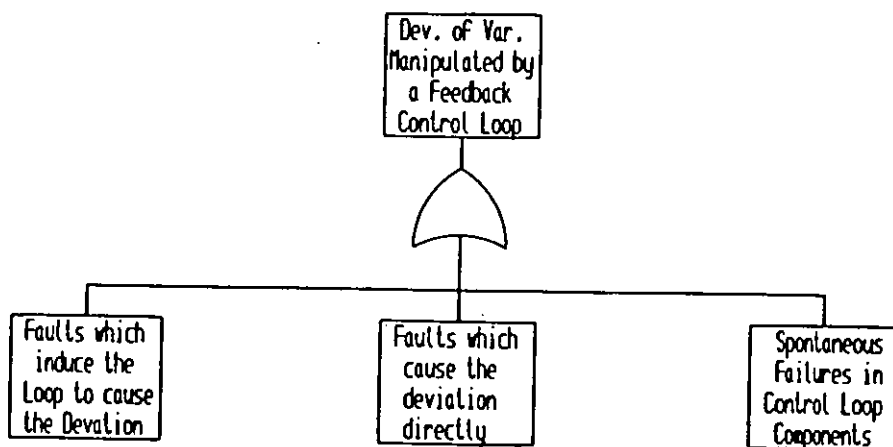 Dev. of Var.
Manipulated by
a Feedback
Control Loop
Faults which
induce the
Loop to cause
the Devation
Faults which
cause the
deviation
directly
Spontaneous
Failures in
Control Loop
Components